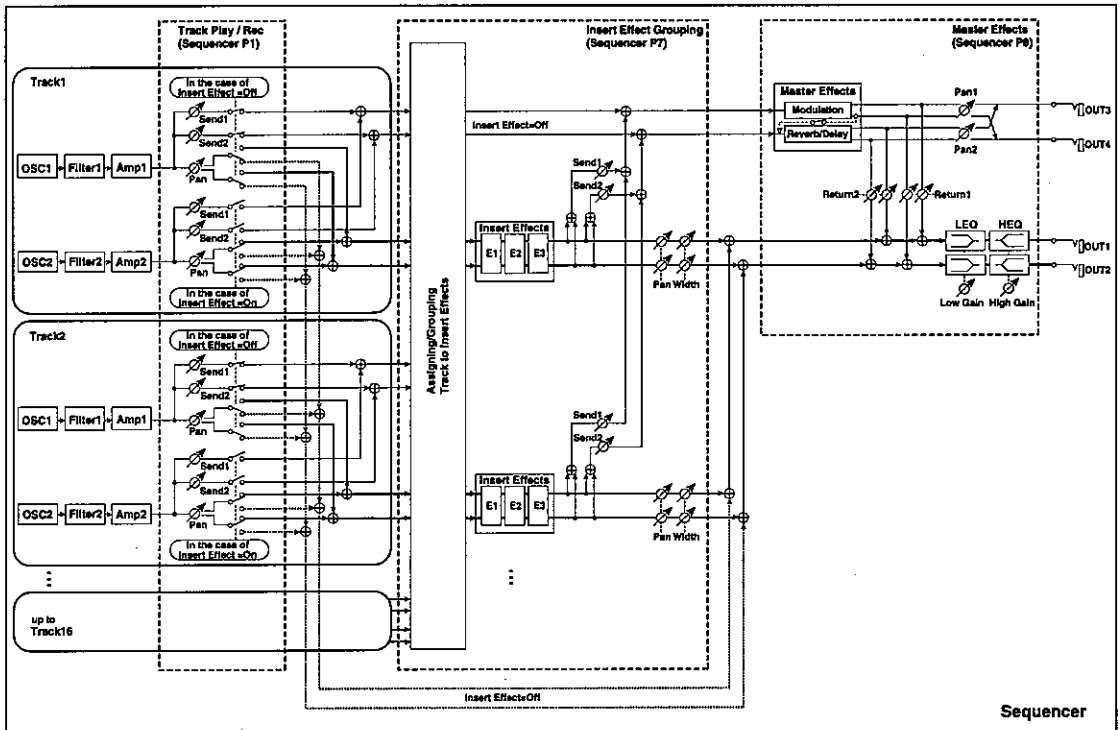 Track Play / Rec
(Sequencer P1)
Insert Effect Grouping
(Sequencer P7)
Master Effects
(Sequencer P8)
Track1
In the case of
Insert Effect =Off
Send1
Send2
OSC1
Filter1
Amp1
Pan
Send1
Send2
OSC2
Filter2
Amp2
Pan
In the case of
Insert Effect =On
Track2
In the case of
Insert Effect =Off
Send1
Send2
OSC1
Filter1
Amp1
Pan
Send1
Send2
OSC2
Filter2
Amp2
Pan
In the case of
Insert Effect =On
up to
Track16
Assigning/Grouping
Track to Insert Effects
Insert Effect=Off
Send1
Send2
Insert Effects
E1
E2
E3
Pan
Width
Send1
Send2
Insert Effects
E1
E2
E3
Pan
Width
Insert Effect=Off
Master Effects
Modulation
Reverb/Delay
Pan1
Pan2
Return2
Return1
LEQ
HEQ
Low Gain
High Gain
OUT3
OUT4
OUT1
OUT2
Sequencer